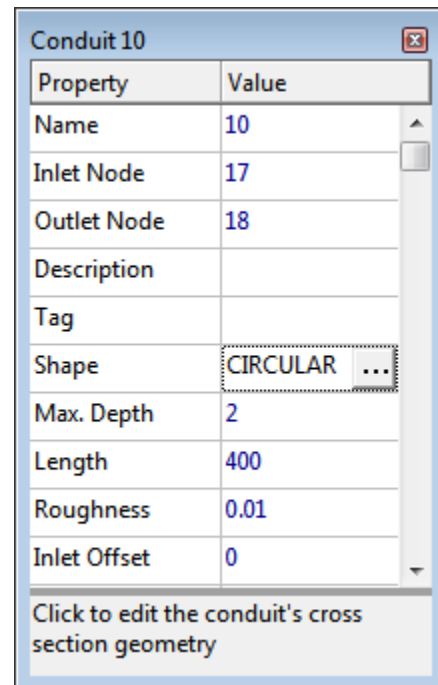 Conduit 10
Property Value
Name 10
Inlet Node 17
Outlet Node 18
Description
Tag
Shape CIRCULAR ...
Max. Depth 2
Length 400
Roughness 0.01
Inlet Offset 0
Click to edit the conduit's cross
section geometry